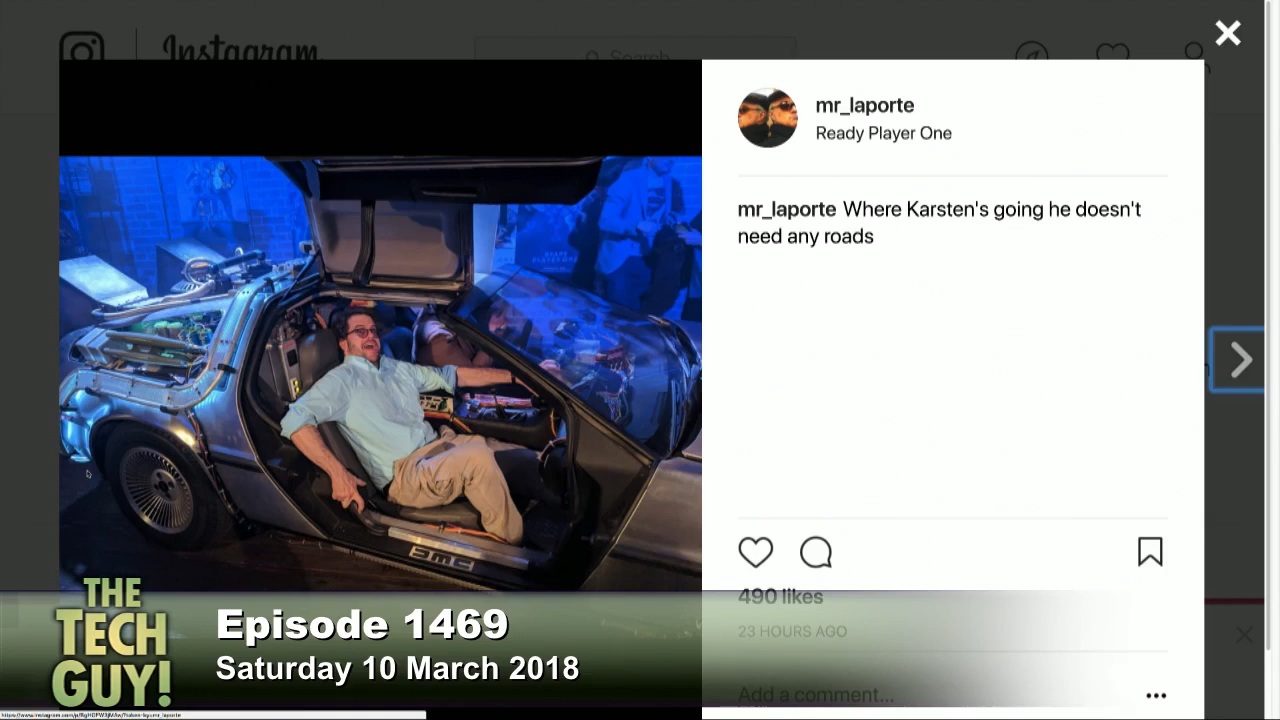 Instagram
Search
mr_laporte
Ready Player One
mr_laporte Where Karsten's going he doesn't
need any roads
DMC
490 likes
23 HOURS AGO
Add a comment...
THE
TECH
GUY!
Episode 1469
Saturday 10 March 2018